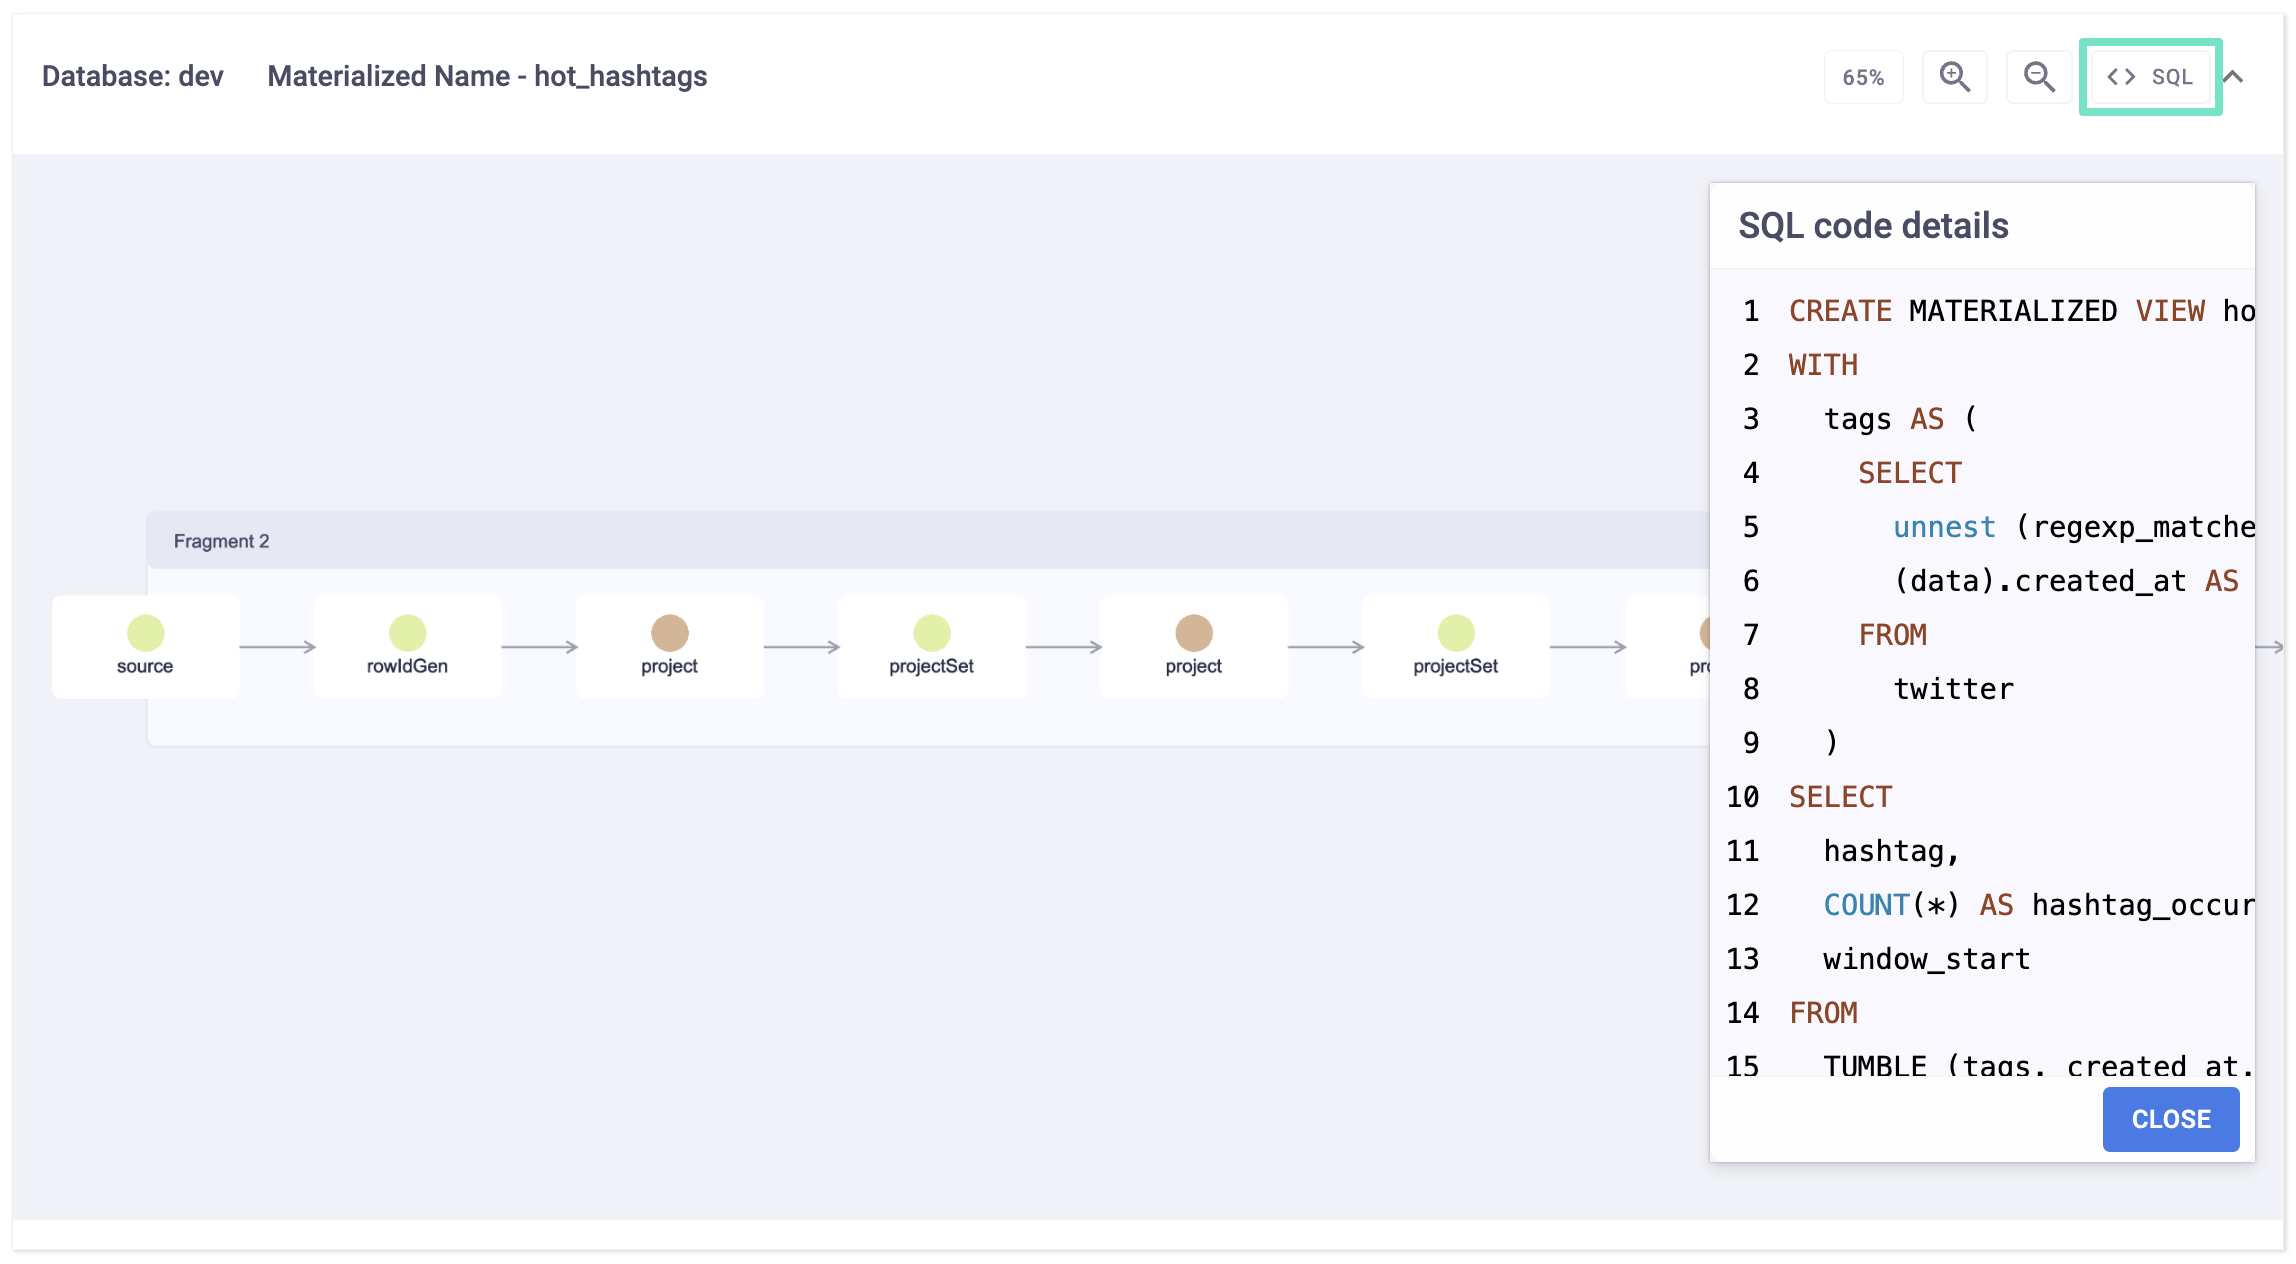 Database: dev Materialized Name - hot_hashtags 65% <> SQL
SQL code details
1 CREATE MATERIALIZED VIEW ho
2 WITH
3 tags AS (
4 SELECT
5 unnest (regexp_matche
6 (data).created_at AS
7 FROM
8 twitter
9 )
10 SELECT
11 hashtag,
12 COUNT(*) AS hashtag_occur
13 window_start
14 FROM
15 TUMBLE (tags, created_at,
CLOSE
Fragment 2
source rowIdGen project projectSet project projectSet